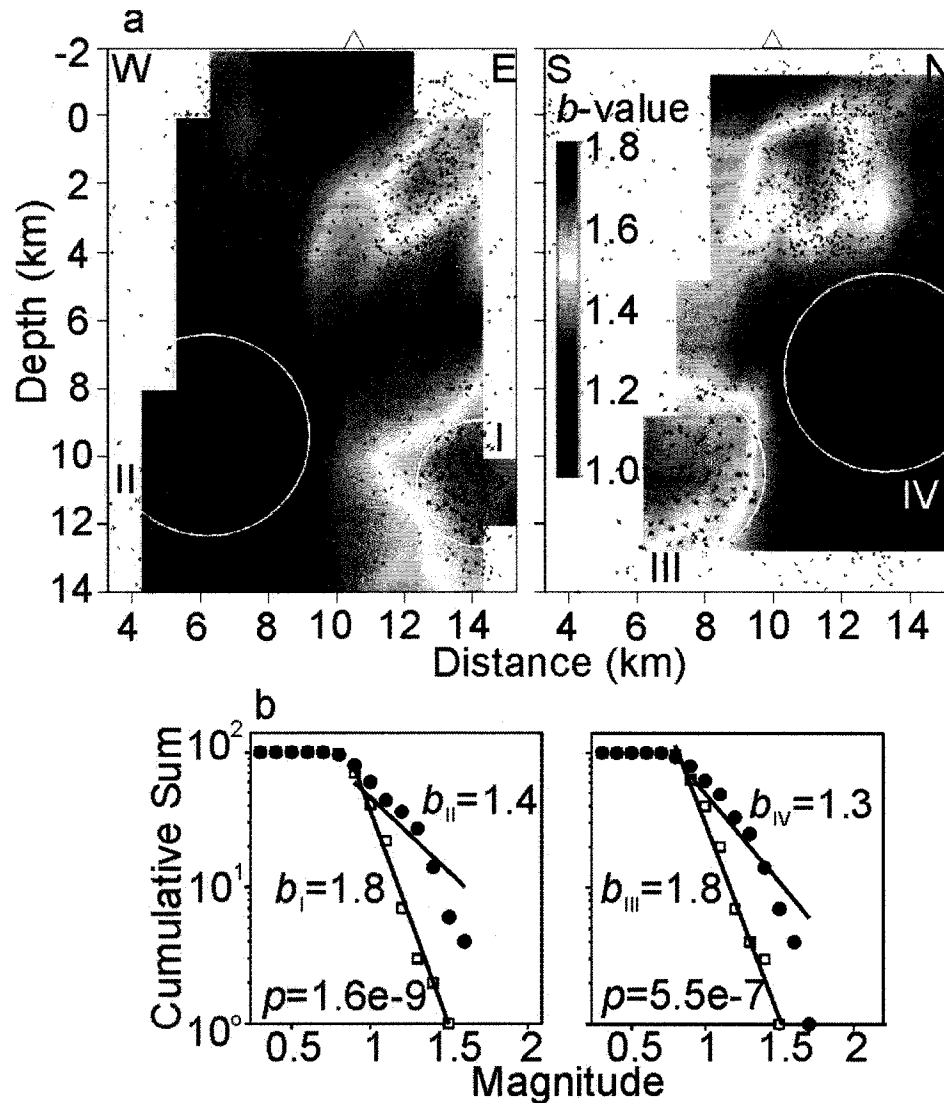 a
W E
S N
b-value
1.8
1.6
1.4
1.2
1.0
-2
0
2
4
6
8
10
12
14
Depth (km)
I
II
III
IV
4 6 8 10 12 14
4 6 8 10 12 14
Distance (km)
b
Cumulative Sum
10²
10¹
10⁰
b_II=1.4
b_I=1.8
p=1.6e-9
b_IV=1.3
b_III=1.8
p=5.5e-7
0.5 1 1.5 2
0.5 1 1.5 2
Magnitude